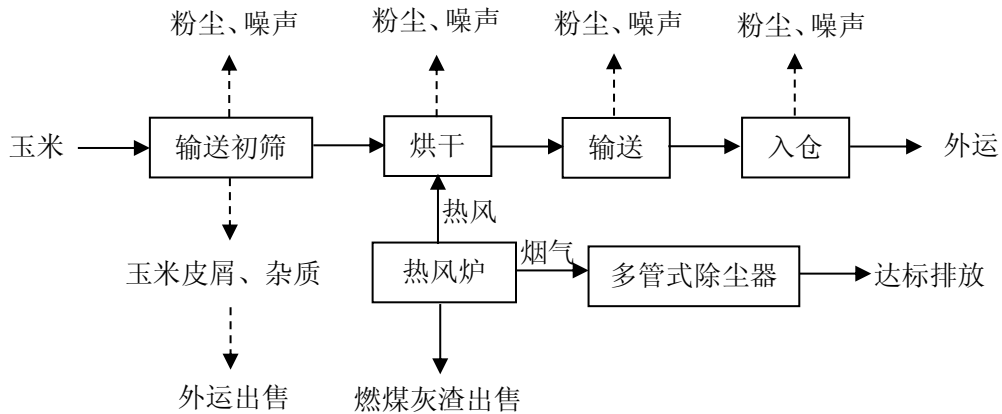 粉尘、噪声
粉尘、噪声
粉尘、噪声
粉尘、噪声
玉米
输送初筛
烘干
输送
入仓
外运
热风
烟气
玉米皮屑、杂质
热风炉
多管式除尘器
达标排放
外运出售
燃煤灰渣出售